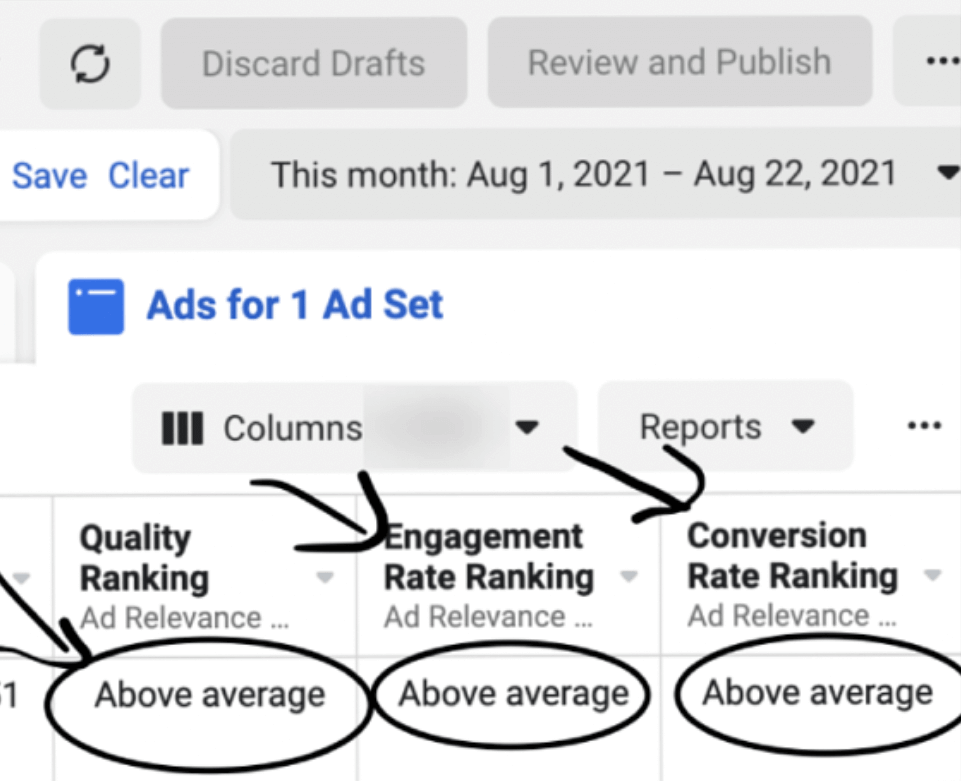 Discard Drafts
Review and Publish
Save Clear
This month: Aug 1, 2021 – Aug 22, 2021
Ads for 1 Ad Set
Columns
Reports
Quality
Ranking
Ad Relevance ...
Engagement
Rate Ranking
Ad Relevance ...
Conversion
Rate Ranking
Ad Relevance ...
Above average
Above average
Above average